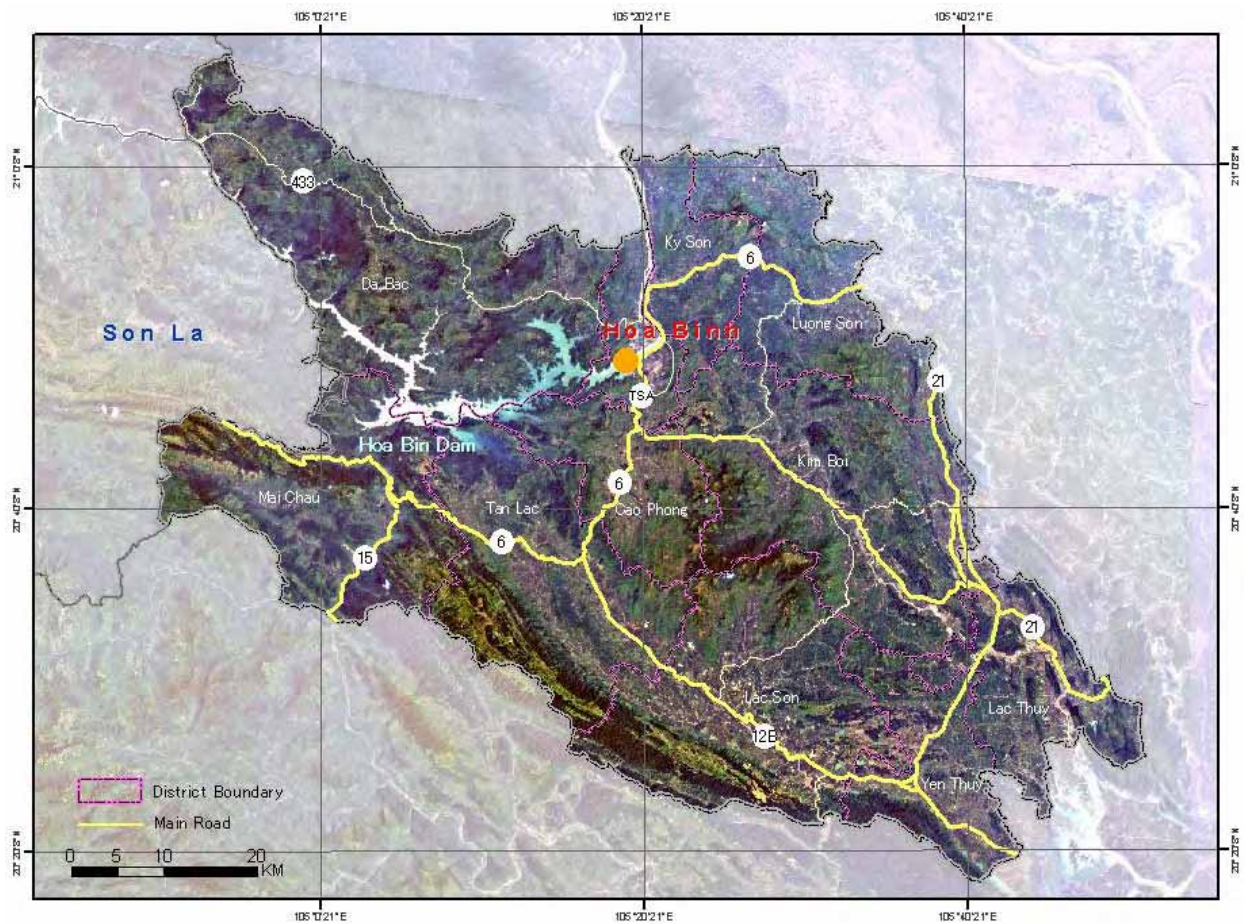 105°0'21"E
105°20'21"E
105°40'21"E
433
Ky Son
6
Da Bac
Son La
Hoa Binh
Luong Son
21
TSA
Hoa Bin Dam
Kim Boi
6
Mai Chau
Tan Lac
Cao Phong
6
15
21
Lac Son
Lac Thuy
12B
Yen Thuy
District Boundary
Main Road
0 5 10 20
KM
105°0'21"E
105°20'21"E
105°40'21"E